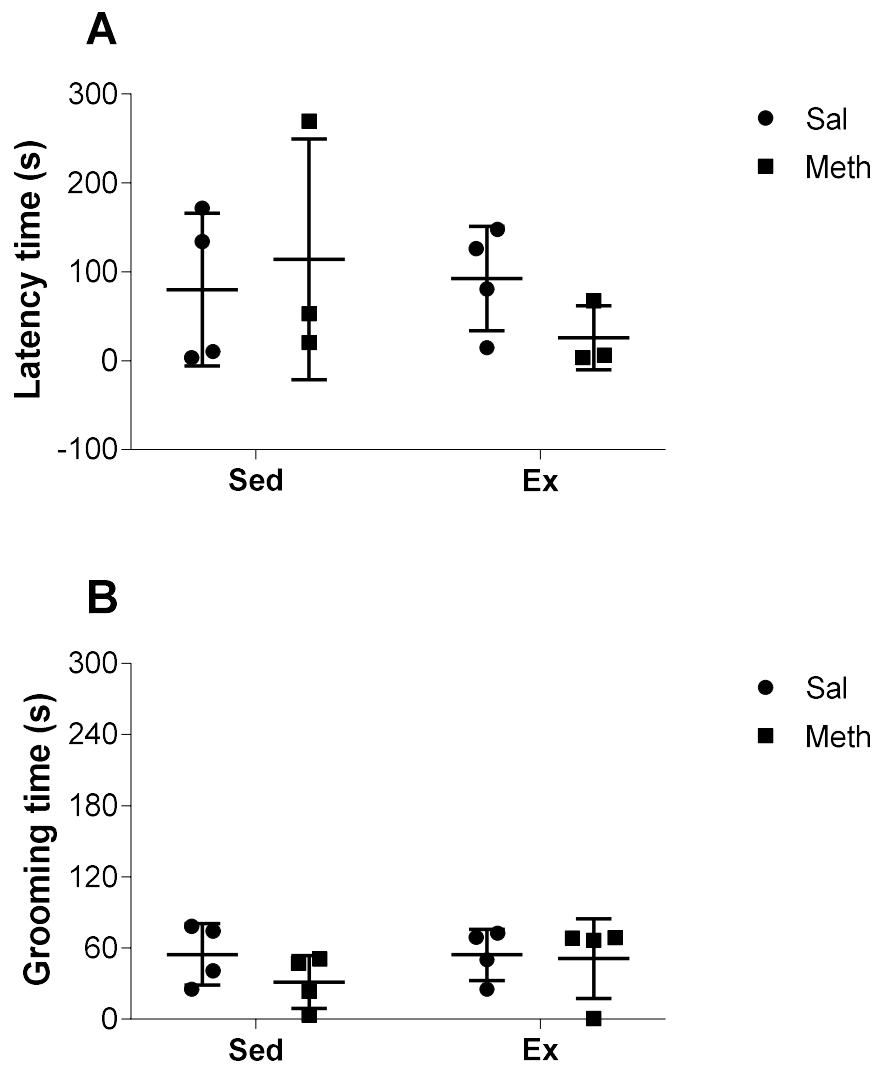 A
Latency time (s)
300
200
100
0
-100
Sed
Ex
Sal
Meth
B
Grooming time (s)
300
240
180
120
60
0
Sed
Ex
Sal
Meth